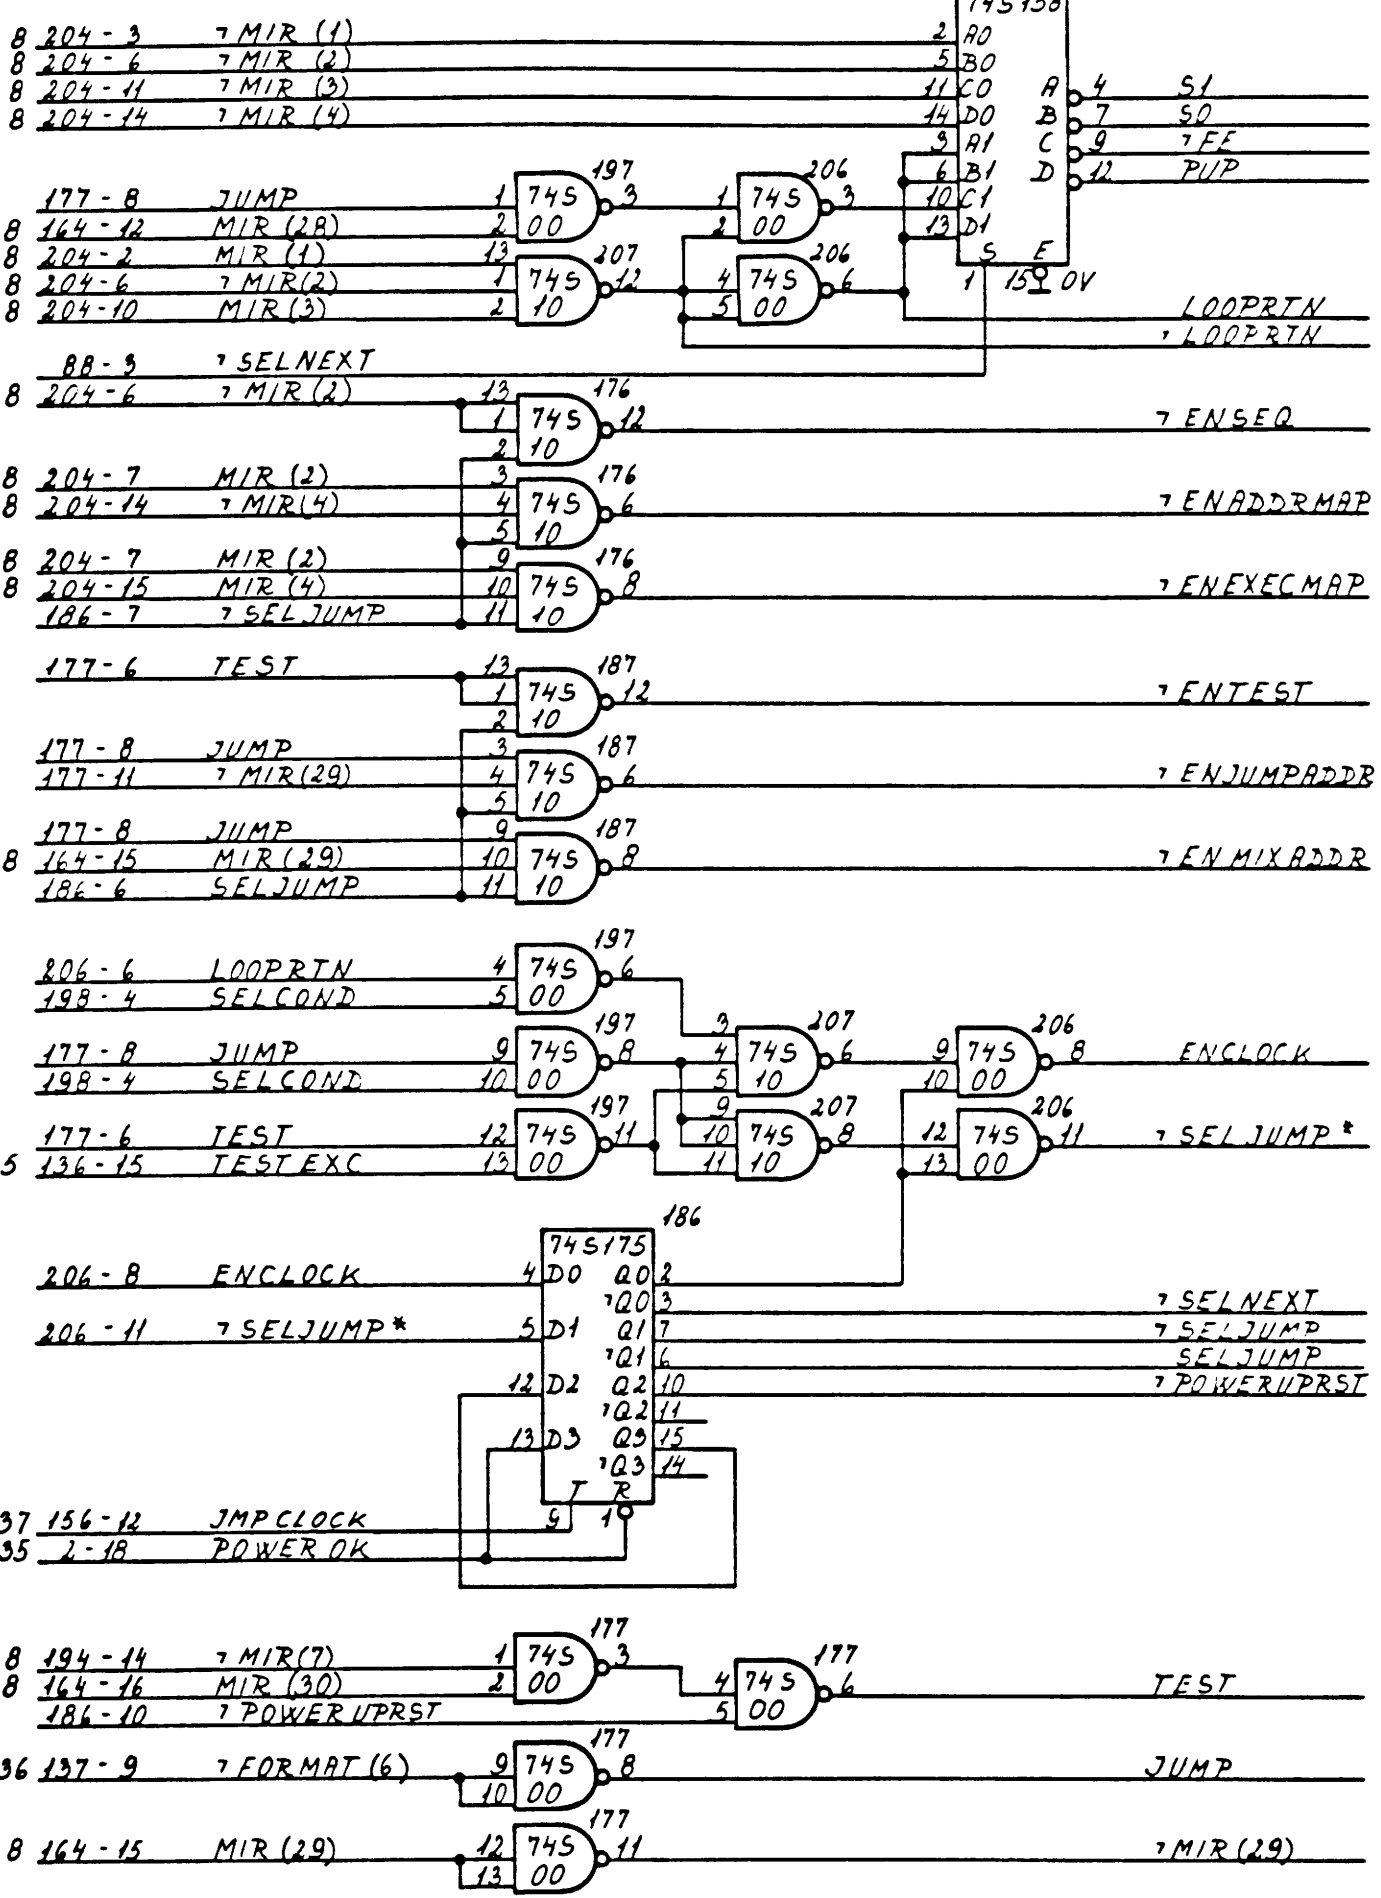 74S158
8 204-3 ¬MIR(1) 2 A0
8 204-6 ¬MIR(2) 5 B0
8 204-11 ¬MIR(3) 11 C0 A 4 S1
8 204-14 ¬MIR(4) 14 D0 B 7 S0
3 A1 C 9 ¬FE
197 206 6 B1 D 12 PUP
177-8 JUMP 1 74S 3 1 74S 3 10 C1
8 164-12 MIR(28) 2 00 2 00 13 D1
8 204-2 MIR(1) 13 207 206 S E
8 204-6 ¬MIR(2) 1 74S 12 4 74S 6 1 15 0V
8 204-10 MIR(3) 2 10 5 00 LOOPRTN
¬LOOPRTN
88-3 ¬SELNEXT
8 204-6 ¬MIR(2) 13 176
1 74S 12 ¬ENSEQ
2 10
8 204-7 MIR(2) 3 176
8 204-14 ¬MIR(4) 4 74S 6 ¬ENADDRMAP
5 10
8 204-7 MIR(2) 9 176
8 204-15 MIR(4) 10 74S 8 ¬ENEXECMAP
186-7 ¬SELJUMP 11 10
177-6 TEST 13 187
1 74S 12 ¬ENTEST
2 10
177-8 JUMP 3 187
177-11 ¬MIR(29) 4 74S 6 ¬ENJUMPADDR
5 10
177-8 JUMP 9 187
8 164-15 MIR(29) 10 74S 8 ¬ENMIXADDR
186-6 SELJUMP 11 10
197
206-6 LOOPRTN 4 74S 6
198-4 SELCOND 5 00
197 3 207 206
177-8 JUMP 9 74S 8 4 74S 6 9 74S 8 ENCLOCK
198-4 SELCOND 10 00 5 10 10 00
197 9 207 206
177-6 TEST 12 74S 11 10 74S 8 12 74S 11 ¬SELJUMP*
5 136-15 TESTEXC 13 00 11 10 13 00
186
74S175
206-8 ENCLOCK 4 D0 Q0 2
¬Q0 3 ¬SELNEXT
206-11 ¬SELJUMP* 5 D1 Q1 7 ¬SELJUMP
¬Q1 6 SELJUMP
12 D2 Q2 10 ¬POWERUPRST
¬Q2 11
13 D3 Q3 15
¬Q3 14
T R
37 156-12 JMPCLOCK 9 1
35 2-18 POWEROK
177
8 194-14 ¬MIR(7) 1 74S 3 177
8 164-16 MIR(30) 2 00 4 74S 6 TEST
186-10 ¬POWERUPRST 5 00
177
36 137-9 ¬FORMAT(6) 9 74S 8 JUMP
10 00
177
8 164-15 MIR(29) 12 74S 11 ¬MIR(29)
13 00